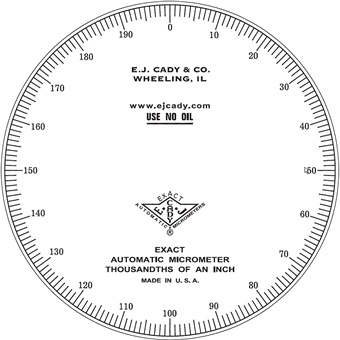 0
10
20
30
40
50
60
70
80
90
100
110
120
130
140
150
160
170
180
190
E.J. CADY & CO.
WHEELING, IL
www.ejcady.com
USE NO OIL
EXACT
E. J. CADY & CO.
AUTOMATIC MICROMETERS
®
EXACT
AUTOMATIC MICROMETER
THOUSANDTHS OF AN INCH
MADE IN U.S.A.